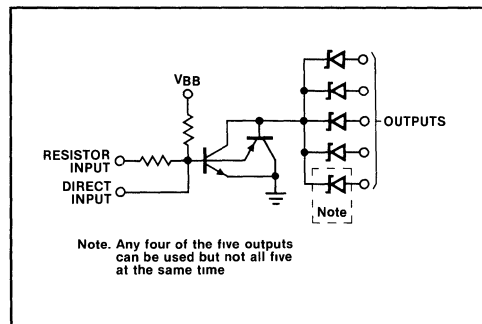 VBB
RESISTOR
INPUT
DIRECT
INPUT
OUTPUTS
Note
Note. Any four of the five outputs
can be used but not all five
at the same time